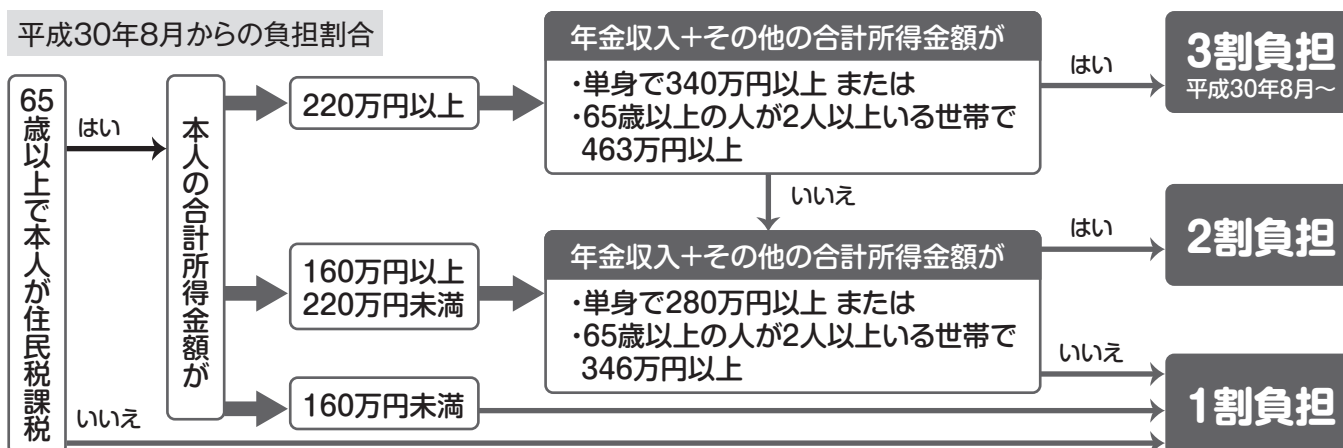 平成30年8月からの負担割合
65歳以上で本人が住民税課税
はい
いいえ
本人の合計所得金額が
220万円以上
160万円以上
220万円未満
160万円未満
年金収入+その他の合計所得金額が
・単身で340万円以上 または
・65歳以上の人が2人以上いる世帯で
463万円以上
はい
いいえ
年金収入+その他の合計所得金額が
・単身で280万円以上 または
・65歳以上の人が2人以上いる世帯で
346万円以上
はい
いいえ
3割負担
平成30年8月～
2割負担
1割負担